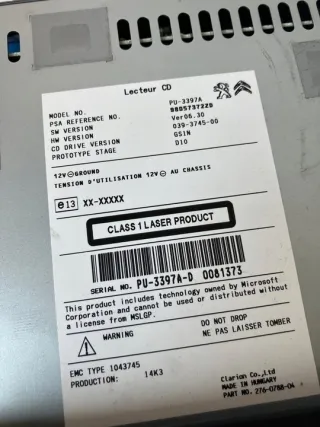 Lecteur CD
MODEL NO. PU-3397A
PSA REFERENCE NO. 98057372ZD
SW VERSION Ver06.30
HW VERSION 039-3745-00
CD DRIVE VERSION GS1N
PROTOTYPE STAGE D10
12V⊖GROUND
TENSION D'UTILISATION 12V⊖ AU CHASSIS
e13 XX-XXXXX
CLASS 1 LASER PRODUCT
SERIAL NO. PU-3397A-D 0081373
This product includes technology owned by Microsoft
Corporation and cannot be used or distributed without
a license from MSLGP.
WARNING DO NOT DROP
NE PAS LAISSER TOMBER
EMC TYPE 1043745
PRODUCTION: 14K3
Clarion Co.,Ltd
MADE IN HUNGARY
PART NO. 276-0788-04